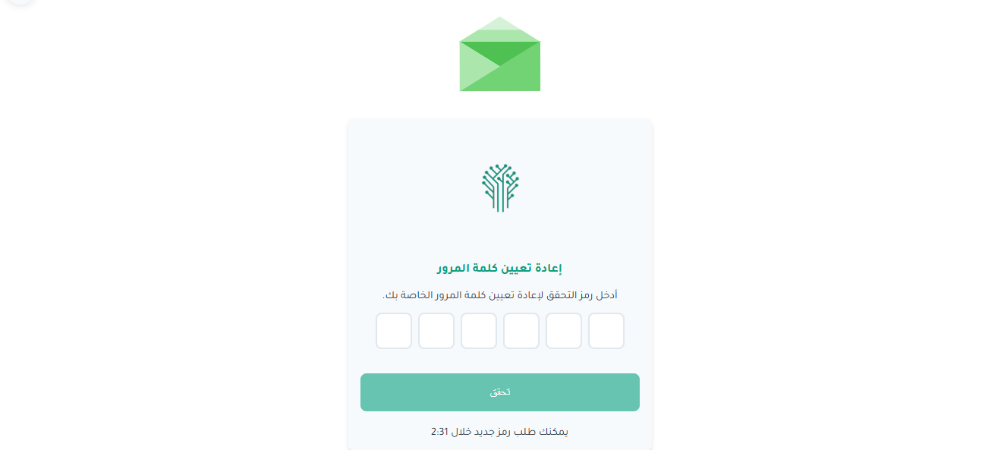 إعادة تعيين كلمة المرور
أدخل رمز التحقق لإعادة تعيين كلمة المرور الخاصة بك.
تحقق
يمكنك طلب رمز جديد خلال 2:31